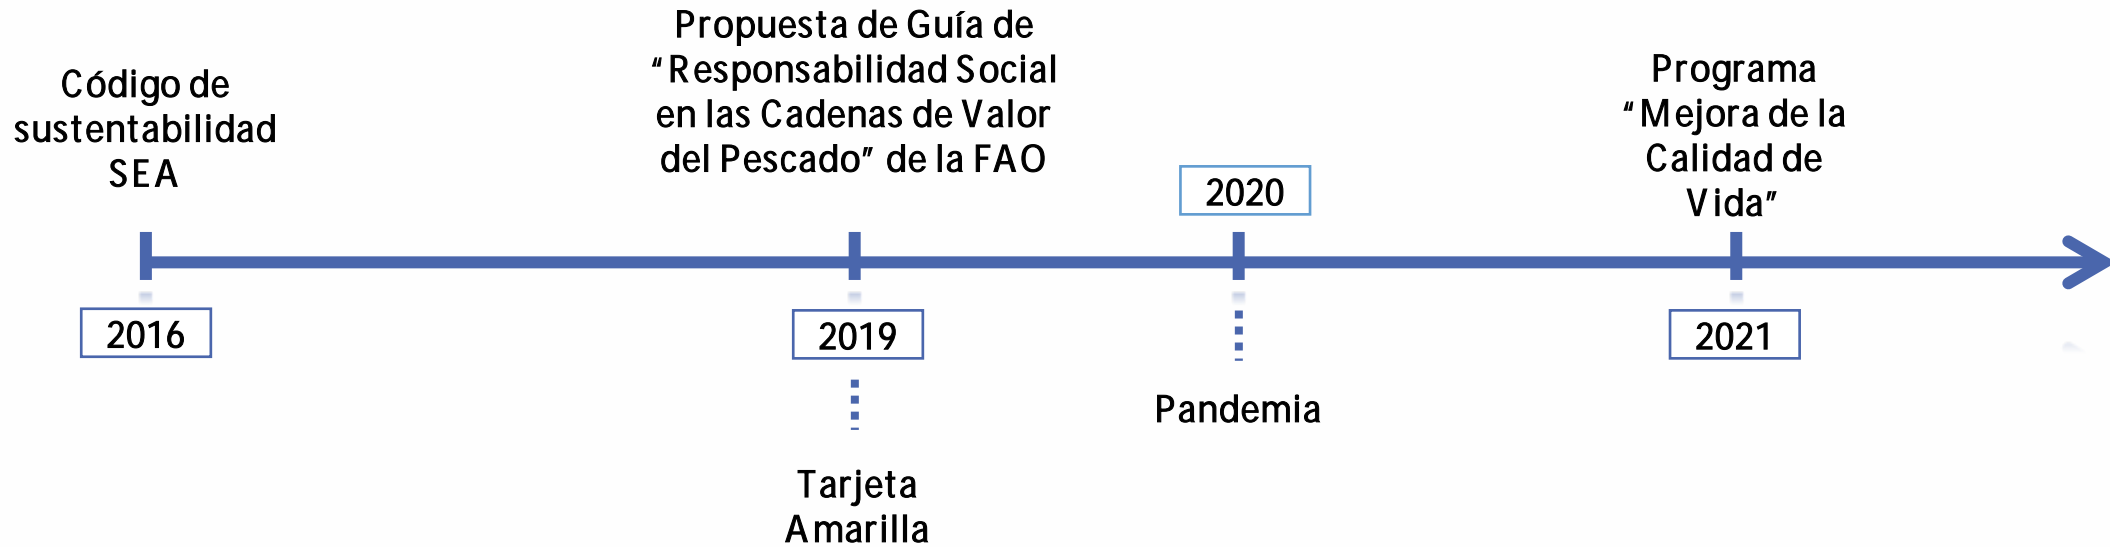 Código de
sustentabilidad
SEA
2016
Propuesta de Guía de
“Responsabilidad Social
en las Cadenas de Valor
del Pescado” de la FAO
2019
Tarjeta
Amarilla
2020
Pandemia
Programa
“Mejora de la
Calidad de
Vida”
2021